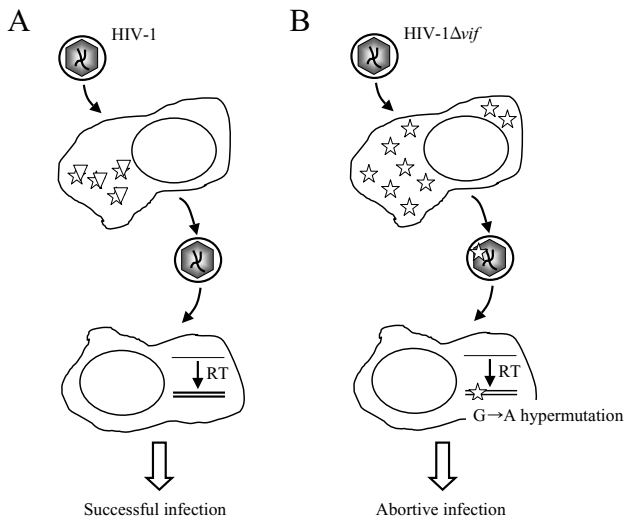 A
HIV-1
RT
Successful infection
B
HIV-1Δvif
RT
G→A hypermutation
Abortive infection